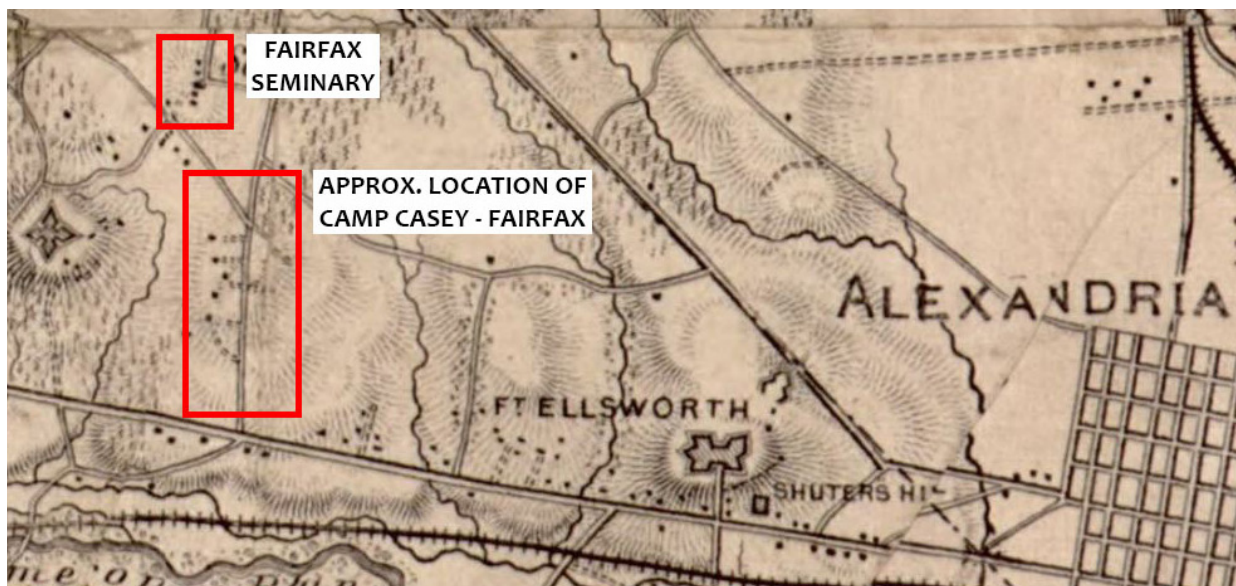 FAIRFAX
SEMINARY
APPROX. LOCATION OF
CAMP CASEY - FAIRFAX
ALEXANDRIA
FT ELLSWORTH
SHUTERS HI